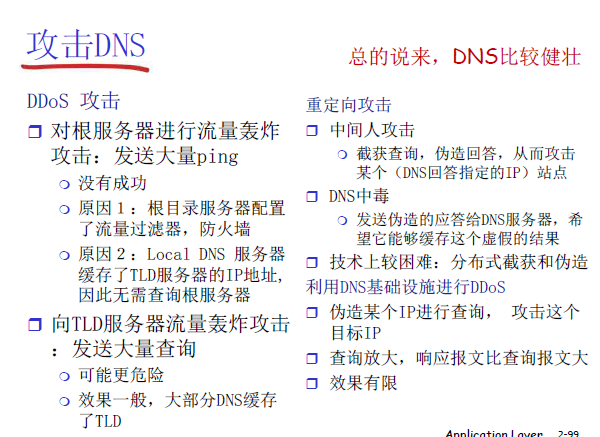 攻击DNS
总的说来，DNS比较健壮
DDoS 攻击
对根服务器进行流量轰炸
攻击：发送大量ping
没有成功
原因１：根目录服务器配置
了流量过滤器，防火墙
原因２：Local DNS 服务器
缓存了TLD服务器的IP地址,
因此无需查询根服务器
向TLD服务器流量轰炸攻击
：发送大量查询
可能更危险
效果一般，大部分DNS缓存
了TLD
重定向攻击
中间人攻击
截获查询，伪造回答，从而攻击
某个（DNS回答指定的IP）站点
DNS中毒
发送伪造的应答给DNS服务器，希
望它能够缓存这个虚假的结果
技术上较困难：分布式截获和伪造
利用DNS基础设施进行DDoS
伪造某个IP进行查询， 攻击这个
目标IP
查询放大，响应报文比查询报文大
效果有限
Application Layer 2-99